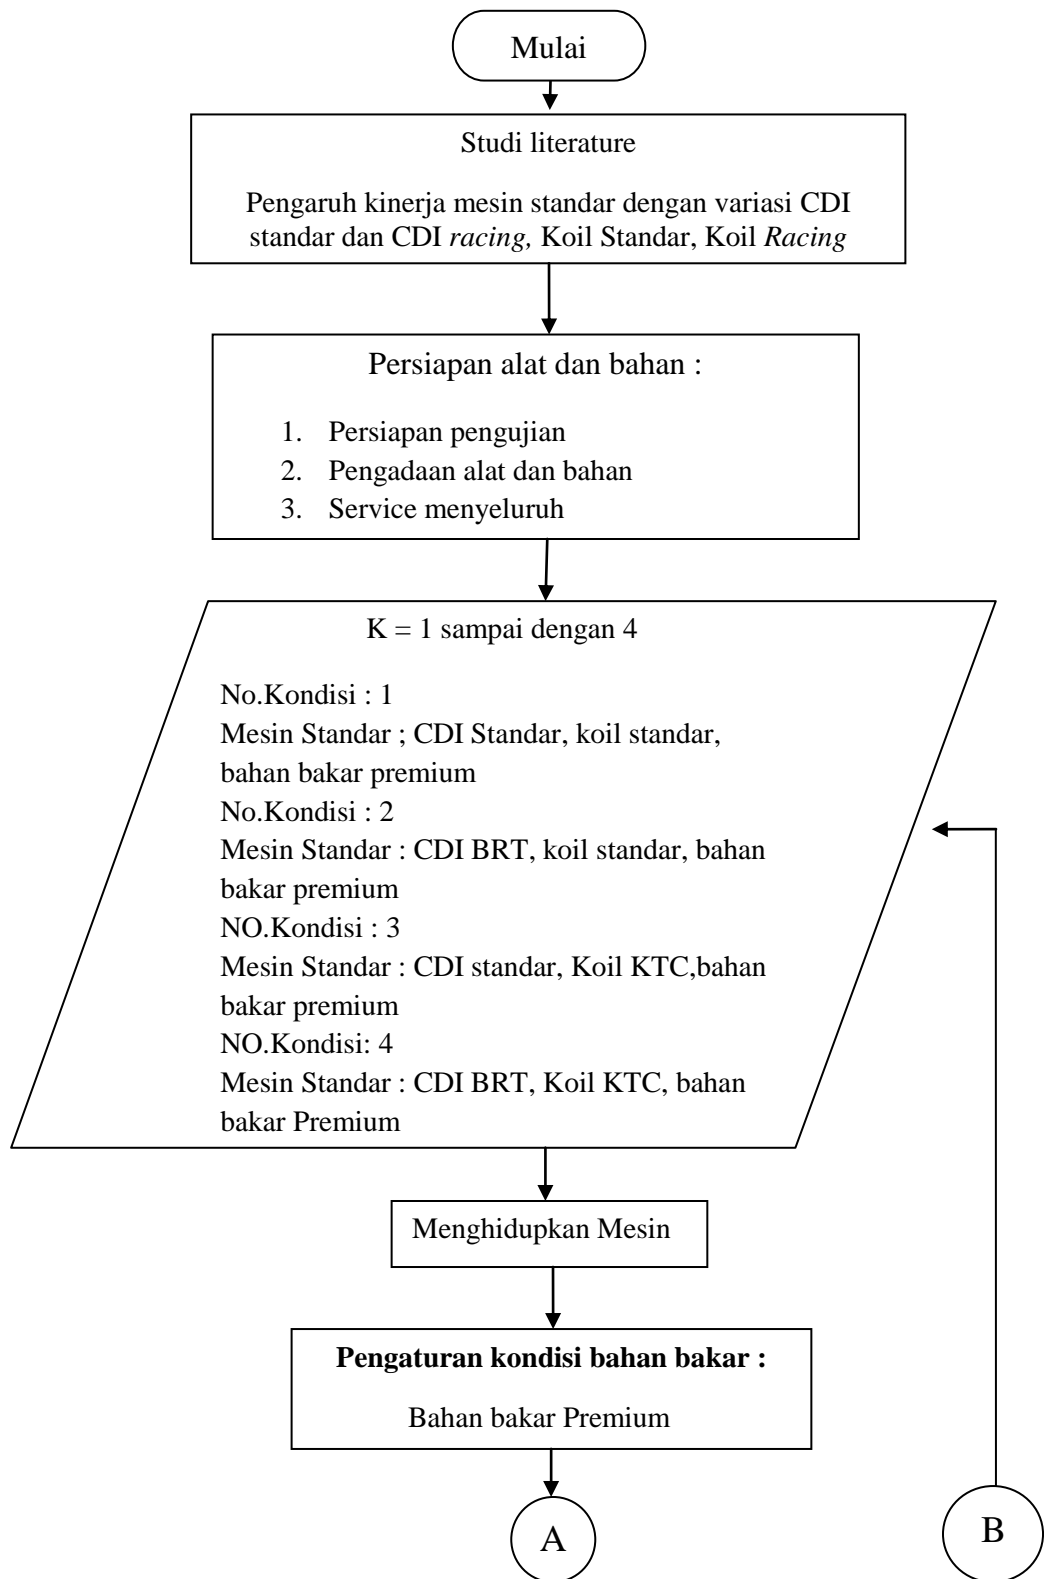 Mulai
Studi literature
Pengaruh kinerja mesin standar dengan variasi CDI
standar dan CDI racing, Koil Standar, Koil Racing
Persiapan alat dan bahan :
1. Persiapan pengujian
2. Pengadaan alat dan bahan
3. Service menyeluruh
K = 1 sampai dengan 4
No.Kondisi : 1
Mesin Standar ; CDI Standar, koil standar,
bahan bakar premium
No.Kondisi : 2
Mesin Standar : CDI BRT, koil standar, bahan
bakar premium
NO.Kondisi : 3
Mesin Standar : CDI standar, Koil KTC,bahan
bakar premium
NO.Kondisi: 4
Mesin Standar : CDI BRT, Koil KTC, bahan
bakar Premium
Menghidupkan Mesin
Pengaturan kondisi bahan bakar :
Bahan bakar Premium
A
B